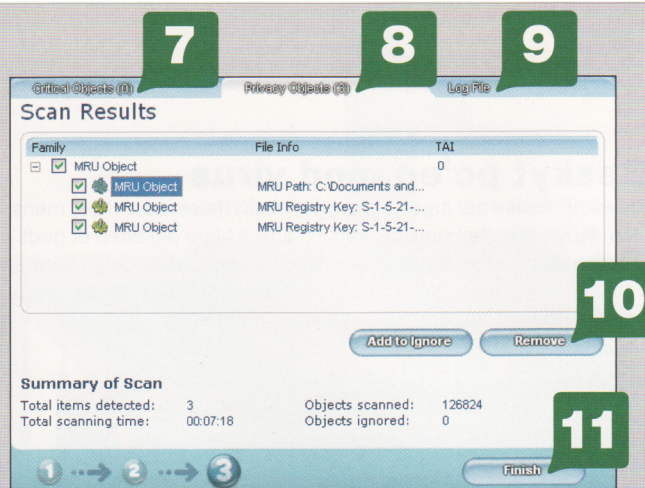 7
8
9
Critical Objects (0)
Privacy Objects (3)
Log File
Scan Results
Family File Info TAI
MRU Object 0
MRU Object MRU Path: C:\Documents and...
MRU Object MRU Registry Key: S-1-5-21-...
MRU Object MRU Registry Key: S-1-5-21-...
10
Add to Ignore Remove
Summary of Scan
Total items detected: 3 Objects scanned: 126824
Total scanning time: 00:07:18 Objects ignored: 0
11
1 2 3
Finish